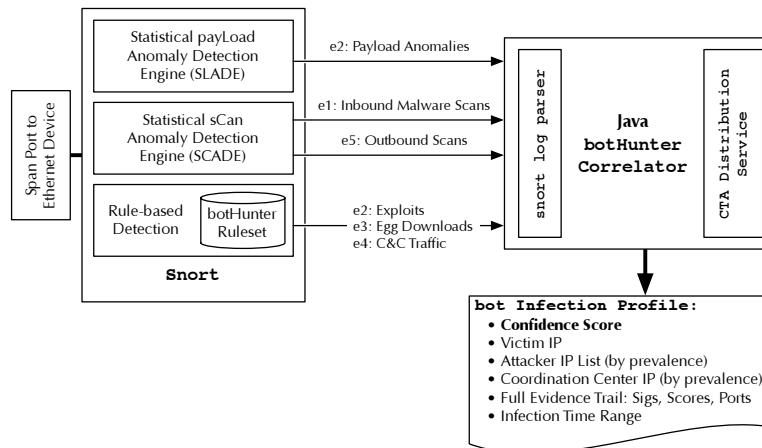 Span Port to
Ethernet Device
Statistical payLoad
Anomaly Detection
Engine (SLADE)
Statistical sCan
Anomaly Detection
Engine (SCADE)
Rule-based
Detection
botHunter
Ruleset
Snort
e2: Payload Anomalies
e1: Inbound Malware Scans
e5: Outbound Scans
e2: Exploits
e3: Egg Downloads
e4: C&C Traffic
snort log parser
Java
botHunter
Correlator
CTA Distribution
Service
bot Infection Profile:
• Confidence Score
• Victim IP
• Attacker IP List (by prevalence)
• Coordination Center IP (by prevalence)
• Full Evidence Trail: Sigs, Scores, Ports
• Infection Time Range